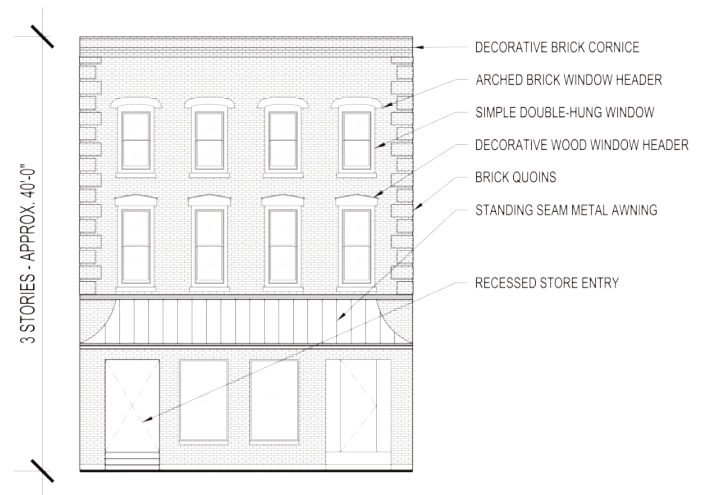 DECORATIVE BRICK CORNICE
ARCHED BRICK WINDOW HEADER
SIMPLE DOUBLE-HUNG WINDOW
DECORATIVE WOOD WINDOW HEADER
BRICK QUOINS
STANDING SEAM METAL AWNING
RECESSED STORE ENTRY
3 STORIES - APPROX. 40'-0"